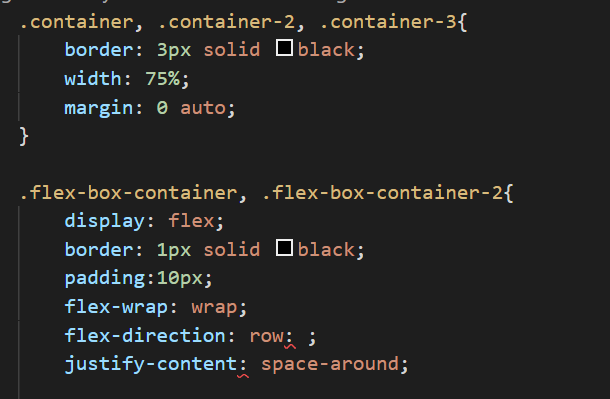 .container, .container-2, .container-3{
border: 3px solid black;
width: 75%;
margin: 0 auto;
}
.flex-box-container, .flex-box-container-2{
display: flex;
border: 1px solid black;
padding:10px;
flex-wrap: wrap;
flex-direction: row: ;
justify-content: space-around;